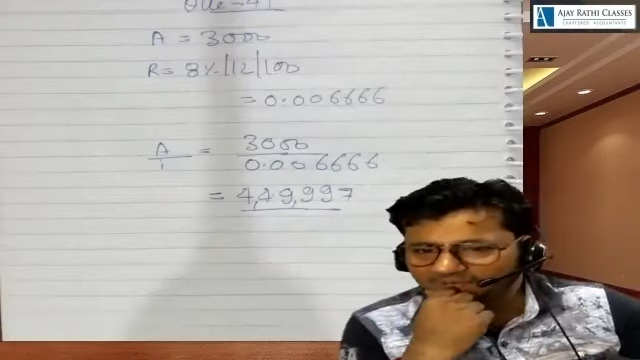 AJAY RATHI CLASSES
CHARTERED ACCOUNTANTS
Que-41
A = 3000
R = 8%/12/100
= 0.006666
A/i = 3000/0.006666
= 4,49,997